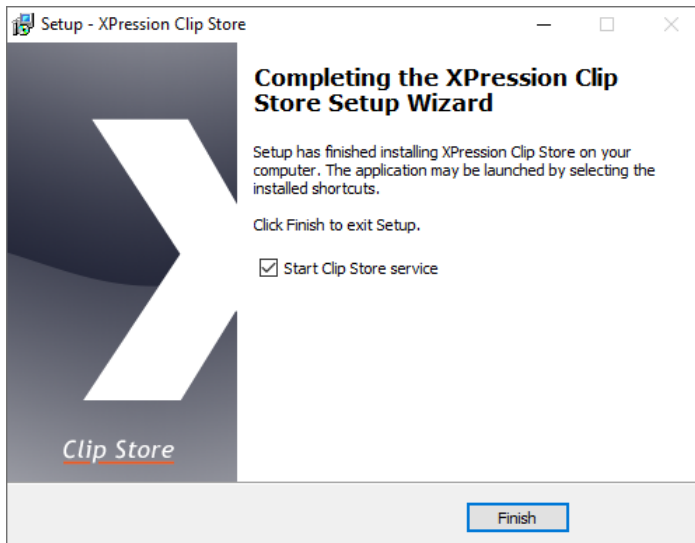 Setup - XPression Clip Store
Completing the XPression Clip
Store Setup Wizard
Setup has finished installing XPression Clip Store on your
computer. The application may be launched by selecting the
installed shortcuts.
Click Finish to exit Setup.
Start Clip Store service
Clip Store
Finish